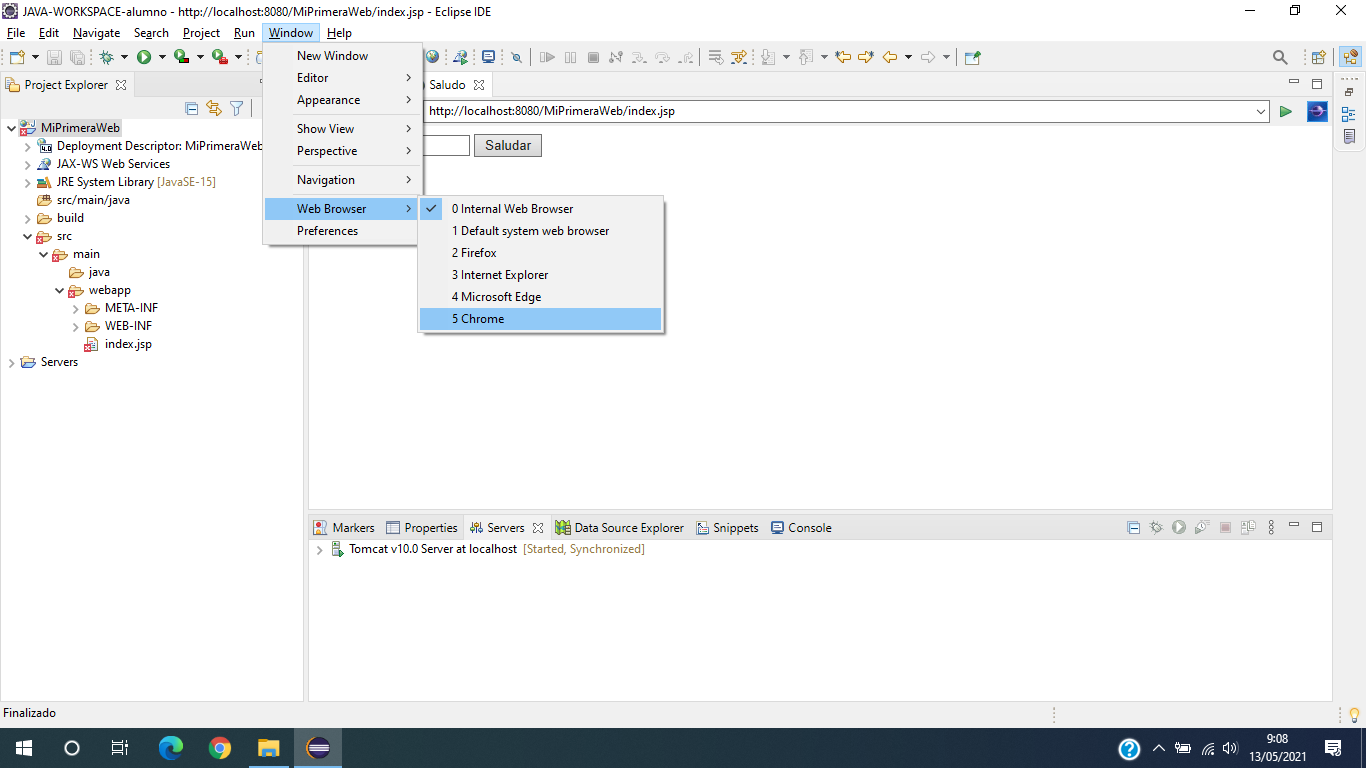 JAVA-WORKSPACE-alumno - http://localhost:8080/MiPrimeraWeb/index.jsp - Eclipse IDE
File Edit Navigate Search Project Run Window Help
New Window
Editor
Appearance
Show View
Perspective
Navigation
Web Browser
Preferences
0 Internal Web Browser
1 Default system web browser
2 Firefox
3 Internet Explorer
4 Microsoft Edge
5 Chrome
Project Explorer
MiPrimeraWeb
Deployment Descriptor: MiPrimeraWeb
JAX-WS Web Services
JRE System Library [JavaSE-15]
src/main/java
build
src
main
java
webapp
META-INF
WEB-INF
index.jsp
Servers
Saludo
http://localhost:8080/MiPrimeraWeb/index.jsp
Saludar
Markers Properties Servers Data Source Explorer Snippets Console
Tomcat v10.0 Server at localhost [Started, Synchronized]
Finalizado
9:08
13/05/2021